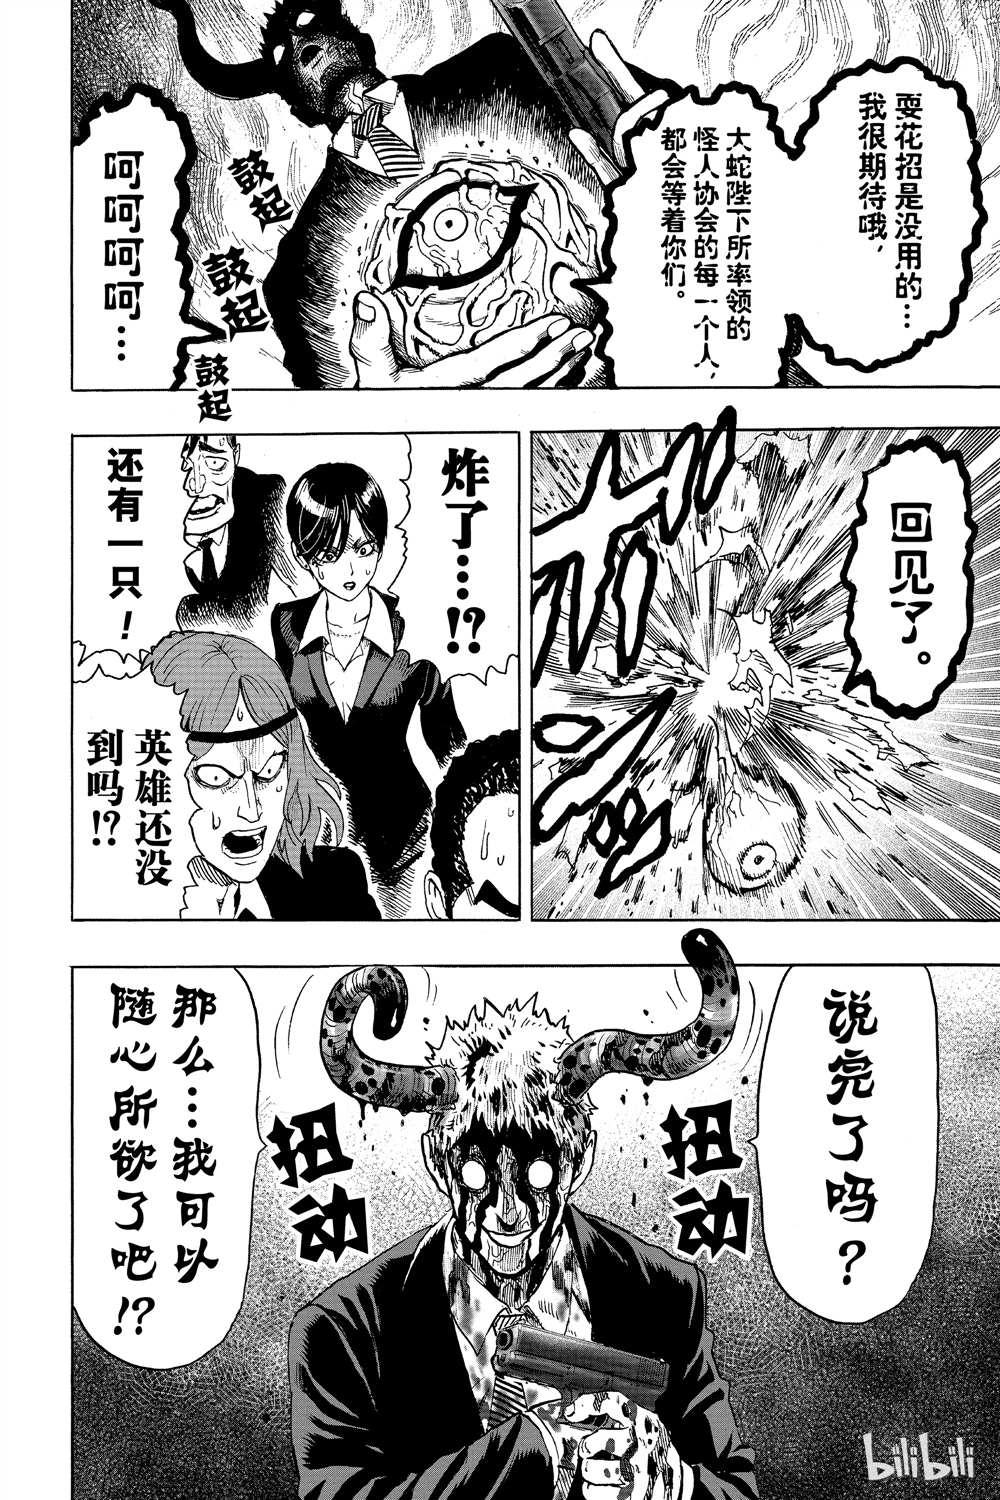 耍花招是没用的…
我很期待哦，
大蛇陛下所率领的
怪人协会的每一个人，
都会等着你们。
鼓起
鼓起
鼓起
呵呵呵呵…
回见了。
炸了…!?
还有一只！
英雄还没
到吗!?
说完了吗？
扭动
扭动
那么…我可以
随心所欲了吧!?
bilibili